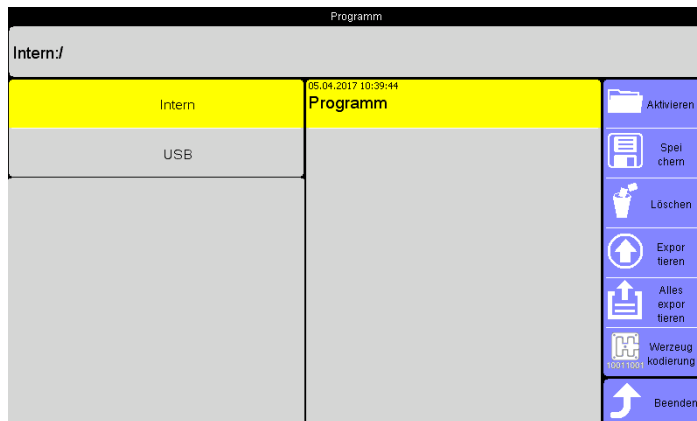 Programm
Intern:/
Intern
USB
05.04.2017 10:39:44
Programm
Aktivieren
Spei
chern
Löschen
Expor
tieren
Alles
expor
tieren
10011001
Werzeug
kodierung
Beenden